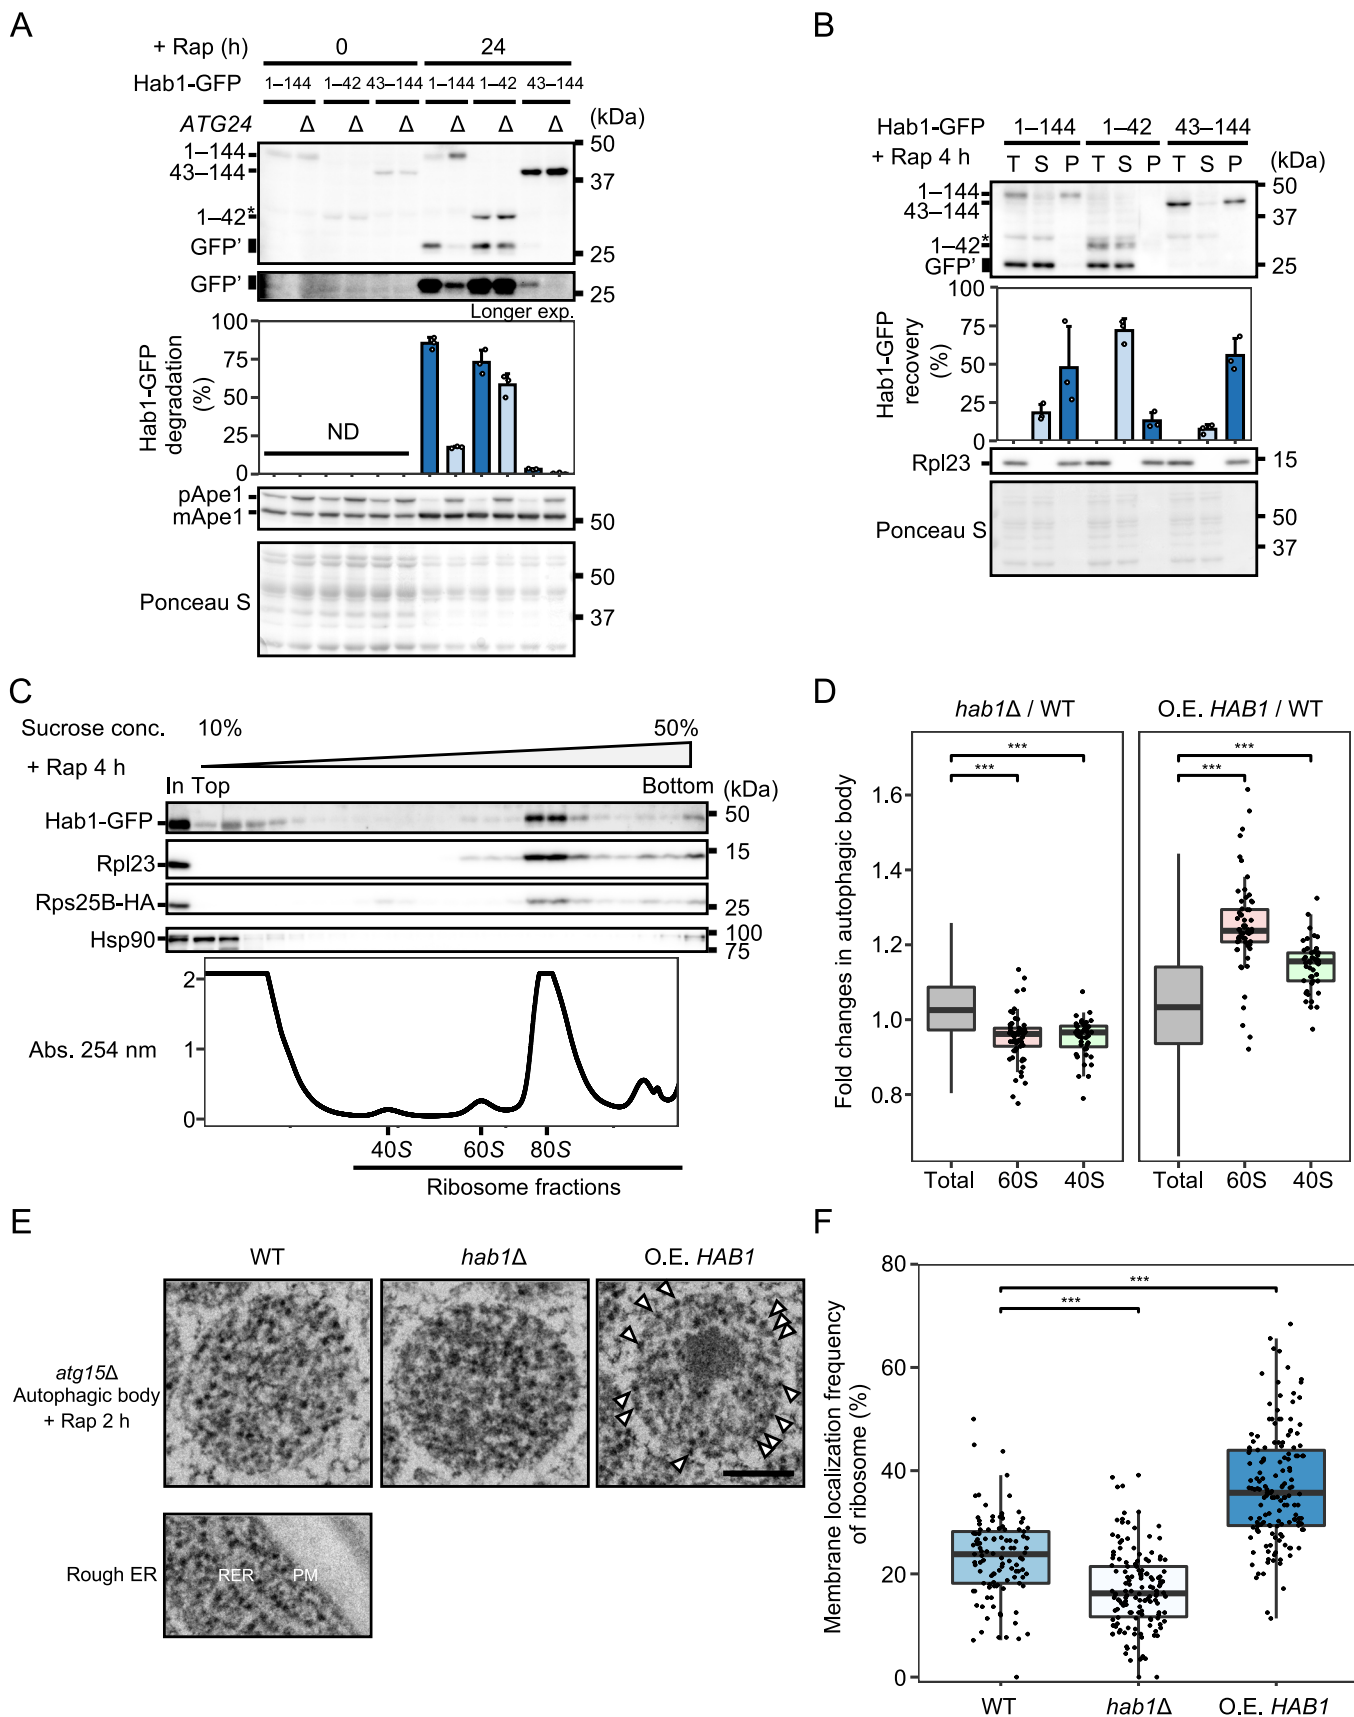 A
+ Rap (h) 0 24
Hab1-GFP 1–144 1–42 43–144 1–144 1–42 43–144
ATG24 Δ Δ Δ Δ Δ Δ (kDa)
1–144 50
43–144 37
1–42*
GFP' 25
GFP' 25
Longer exp.
Hab1-GFP degradation (%)
100
75
50
25
0
ND
pApe1
mApe1 50
Ponceau S 50
37
B
Hab1-GFP 1–144 1–42 43–144
+ Rap 4 h T S P T S P T S P (kDa)
1–144 50
43–144 37
*
1–42
GFP' 25
Hab1-GFP recovery (%)
100
75
50
25
0
Rpl23 15
Ponceau S 50
37
C
Sucrose conc. 10% 50%
+ Rap 4 h
In Top Bottom (kDa)
Hab1-GFP 50
Rpl23 15
Rps25B-HA 25
Hsp90 100
75
Abs. 254 nm
2
1
0
40S 60S 80S
Ribosome fractions
D
hab1Δ / WT O.E. HAB1 / WT
Fold changes in autophagic body
1.6
1.4
1.2
1.0
0.8
*** *** *** ***
Total 60S 40S Total 60S 40S
E
WT hab1Δ O.E. HAB1
atg15Δ
Autophagic body
+ Rap 2 h
Rough ER RER PM
F
Membrane localization frequency
of ribosome (%)
80
60
40
20
0
***
***
WT hab1Δ O.E. HAB1